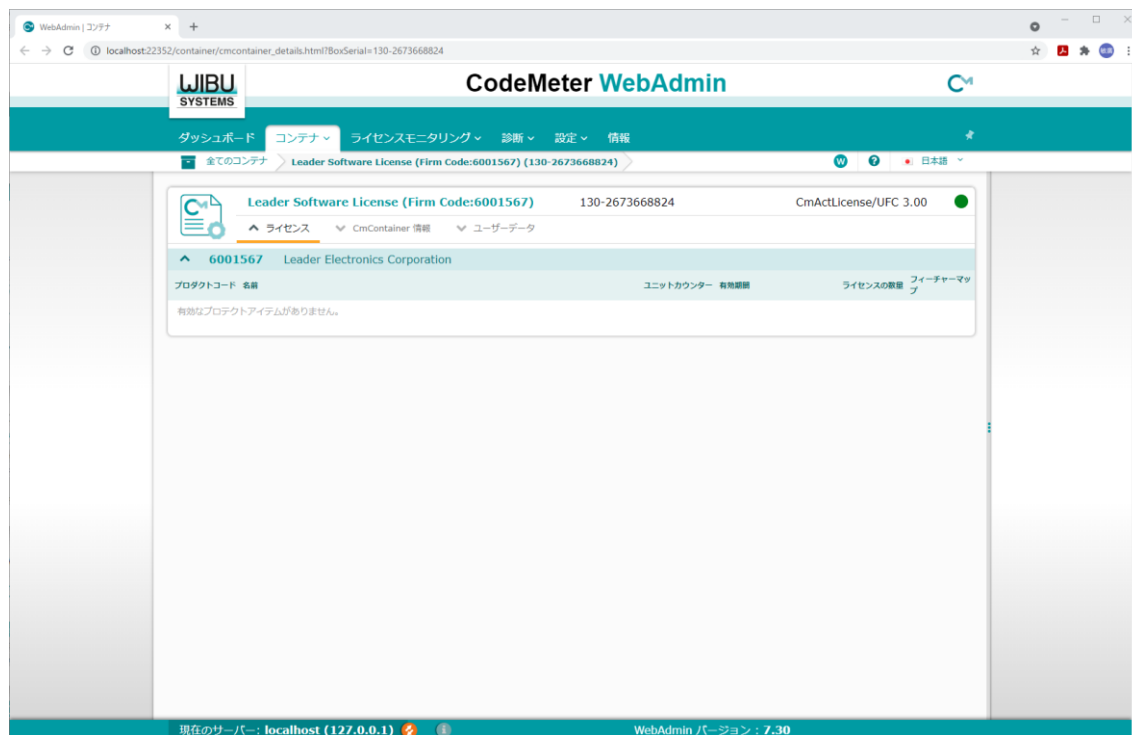 WebAdmin | コンテナ
localhost:22352/container/cmcontainer_details.html?BoxSerial=130-2673668824
WIBU
SYSTEMS
CodeMeter WebAdmin
ダッシュボード コンテナ ライセンスモニタリング 診断 設定 情報
全てのコンテナ Leader Software License (Firm Code:6001567) (130-2673668824) W ? 日本語
Leader Software License (Firm Code:6001567) 130-2673668824 CmActLicense/UFC 3.00
ライセンス CmContainer 情報 ユーザーデータ
6001567 Leader Electronics Corporation
プロダクトコード 名前 ユニットカウンター 有効期限 ライセンスの数量 フィーチャーマップ
有効なプロテクトアイテムがありません。
現在のサーバー: localhost (127.0.0.1) WebAdmin バージョン : 7.30